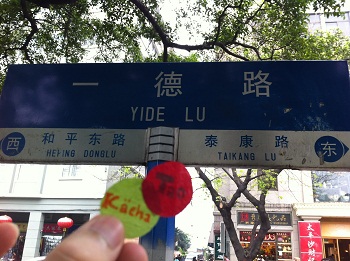 一德路
YIDE LU
西 和平东路 泰康路 东
HEPING DONGLU TAIKANG LU
Kacha